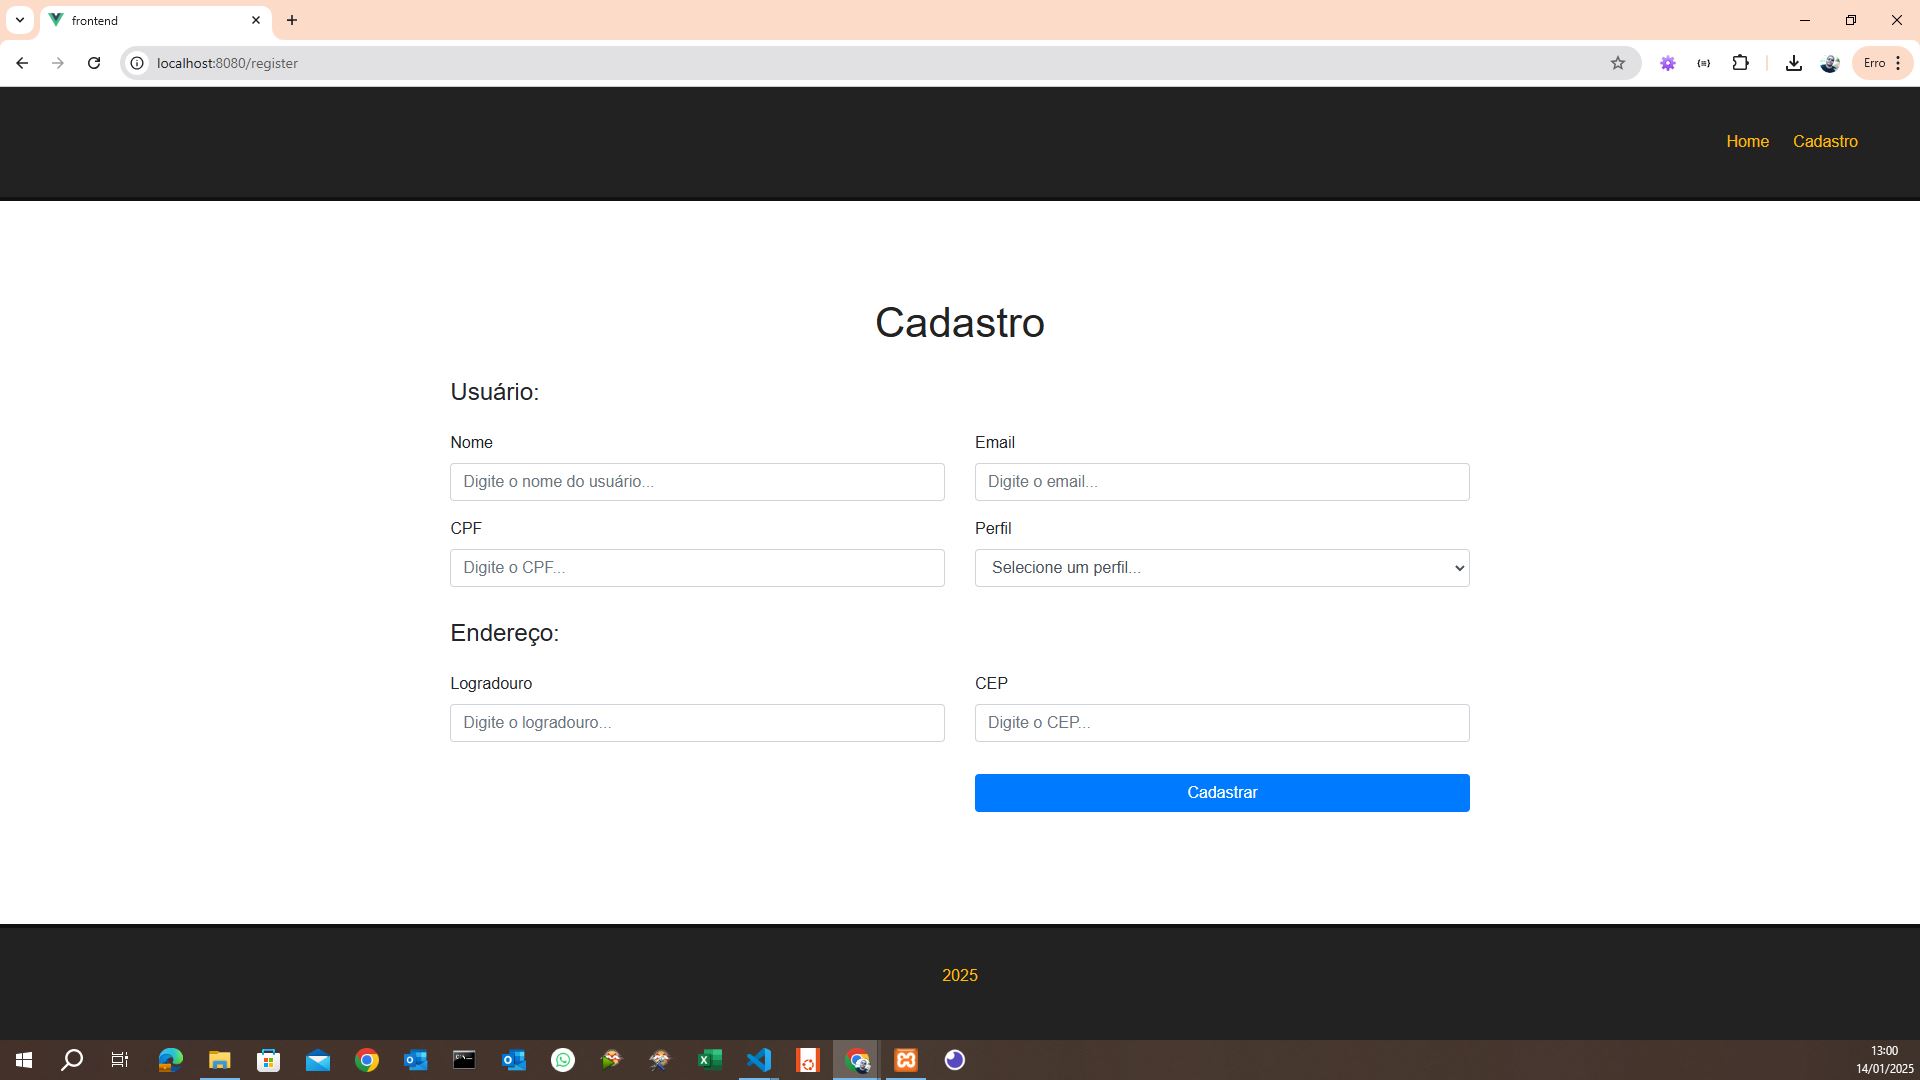 frontend
localhost:8080/register
Erro
Home Cadastro
Cadastro
Usuário:
Nome Email
Digite o nome do usuário... Digite o email...
CPF Perfil
Digite o CPF... Selecione um perfil...
Endereço:
Logradouro CEP
Digite o logradouro... Digite o CEP...
Cadastrar
2025
13:00
14/01/2025